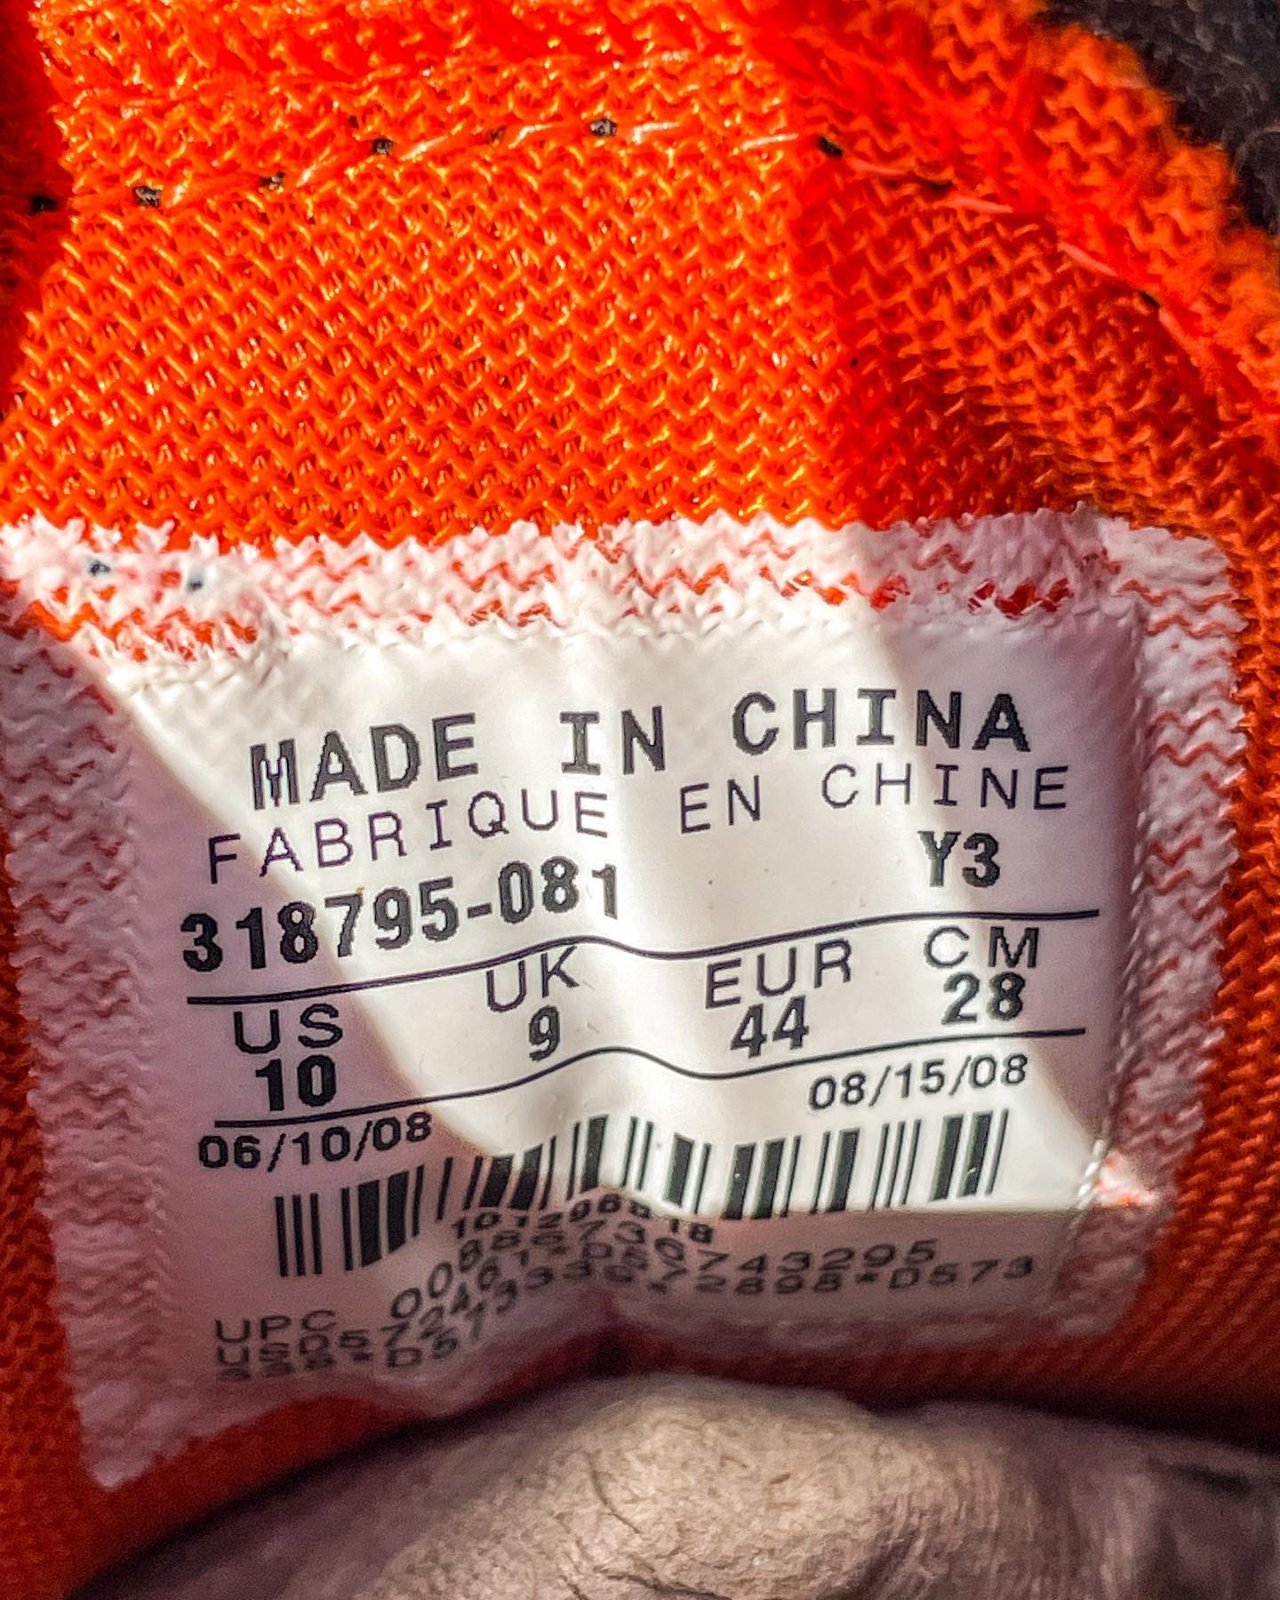 MADE IN CHINA
FABRIQUE EN CHINE
318795-081 Y3
US UK EUR CM
10 9 44 28
06/10/08 08/15/08
UPC